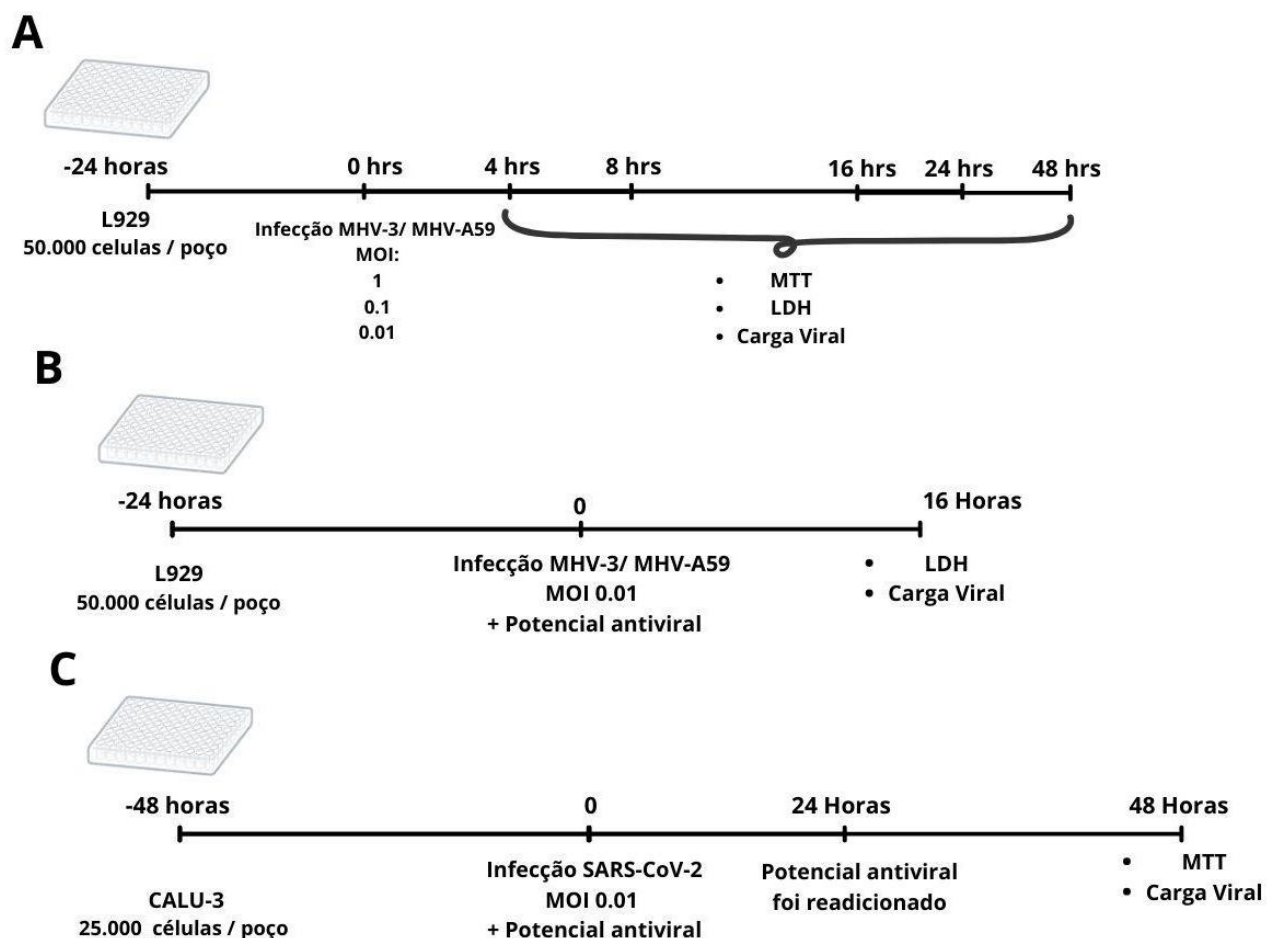 A
-24 horas
0 hrs
4 hrs
8 hrs
16 hrs
24 hrs
48 hrs
L929
50.000 celulas / poço
Infecção MHV-3/ MHV-A59
MOI:
1
0.1
0.01
• MTT
• LDH
• Carga Viral
B
-24 horas
0
16 Horas
L929
50.000 células / poço
Infecção MHV-3/ MHV-A59
MOI 0.01
+ Potencial antiviral
• LDH
• Carga Viral
C
-48 horas
0
24 Horas
48 Horas
CALU-3
25.000 células / poço
Infecção SARS-CoV-2
MOI 0.01
+ Potencial antiviral
Potencial antiviral
foi readicionado
• MTT
• Carga Viral